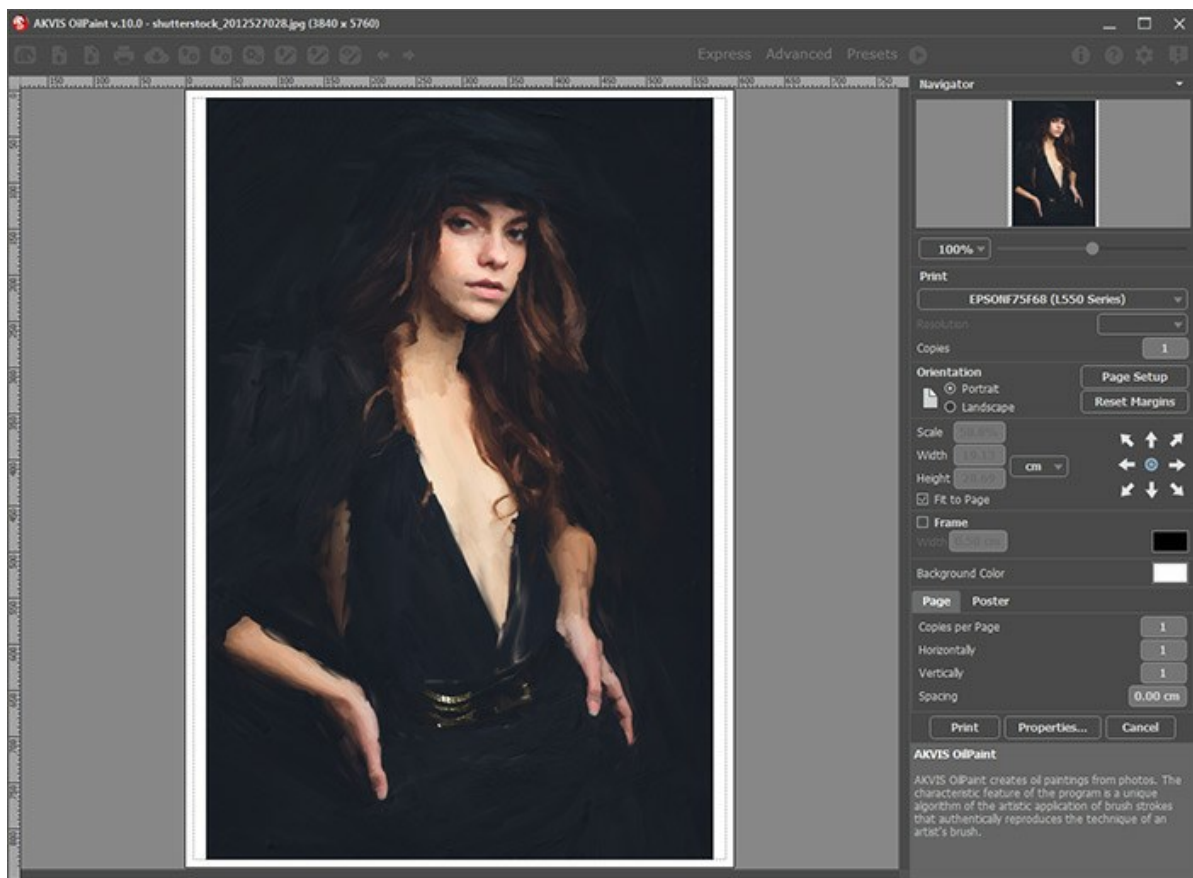 AKVIS OilPaint v.10.0 - shutterstock_2012527028.jpg (3840 x 5760)
Express Advanced Presets
Navigator
100%
Print
EPSONF75F68 (L550 Series)
Resolution
Copies 1
Orientation
Portrait
Landscape
Page Setup
Reset Margins
Scale
Width
Height
cm
Fit to Page
Frame
Width 0.50 cm
Background Color
Page Poster
Copies per Page 1
Horizontally 1
Vertically 1
Spacing 0.00 cm
Print Properties... Cancel
AKVIS OilPaint
AKVIS OilPaint creates oil paintings from photos. The
characteristic feature of the program is a unique
algorithm of the artistic application of brush strokes
that authentically reproduces the technique of an
artist's brush.